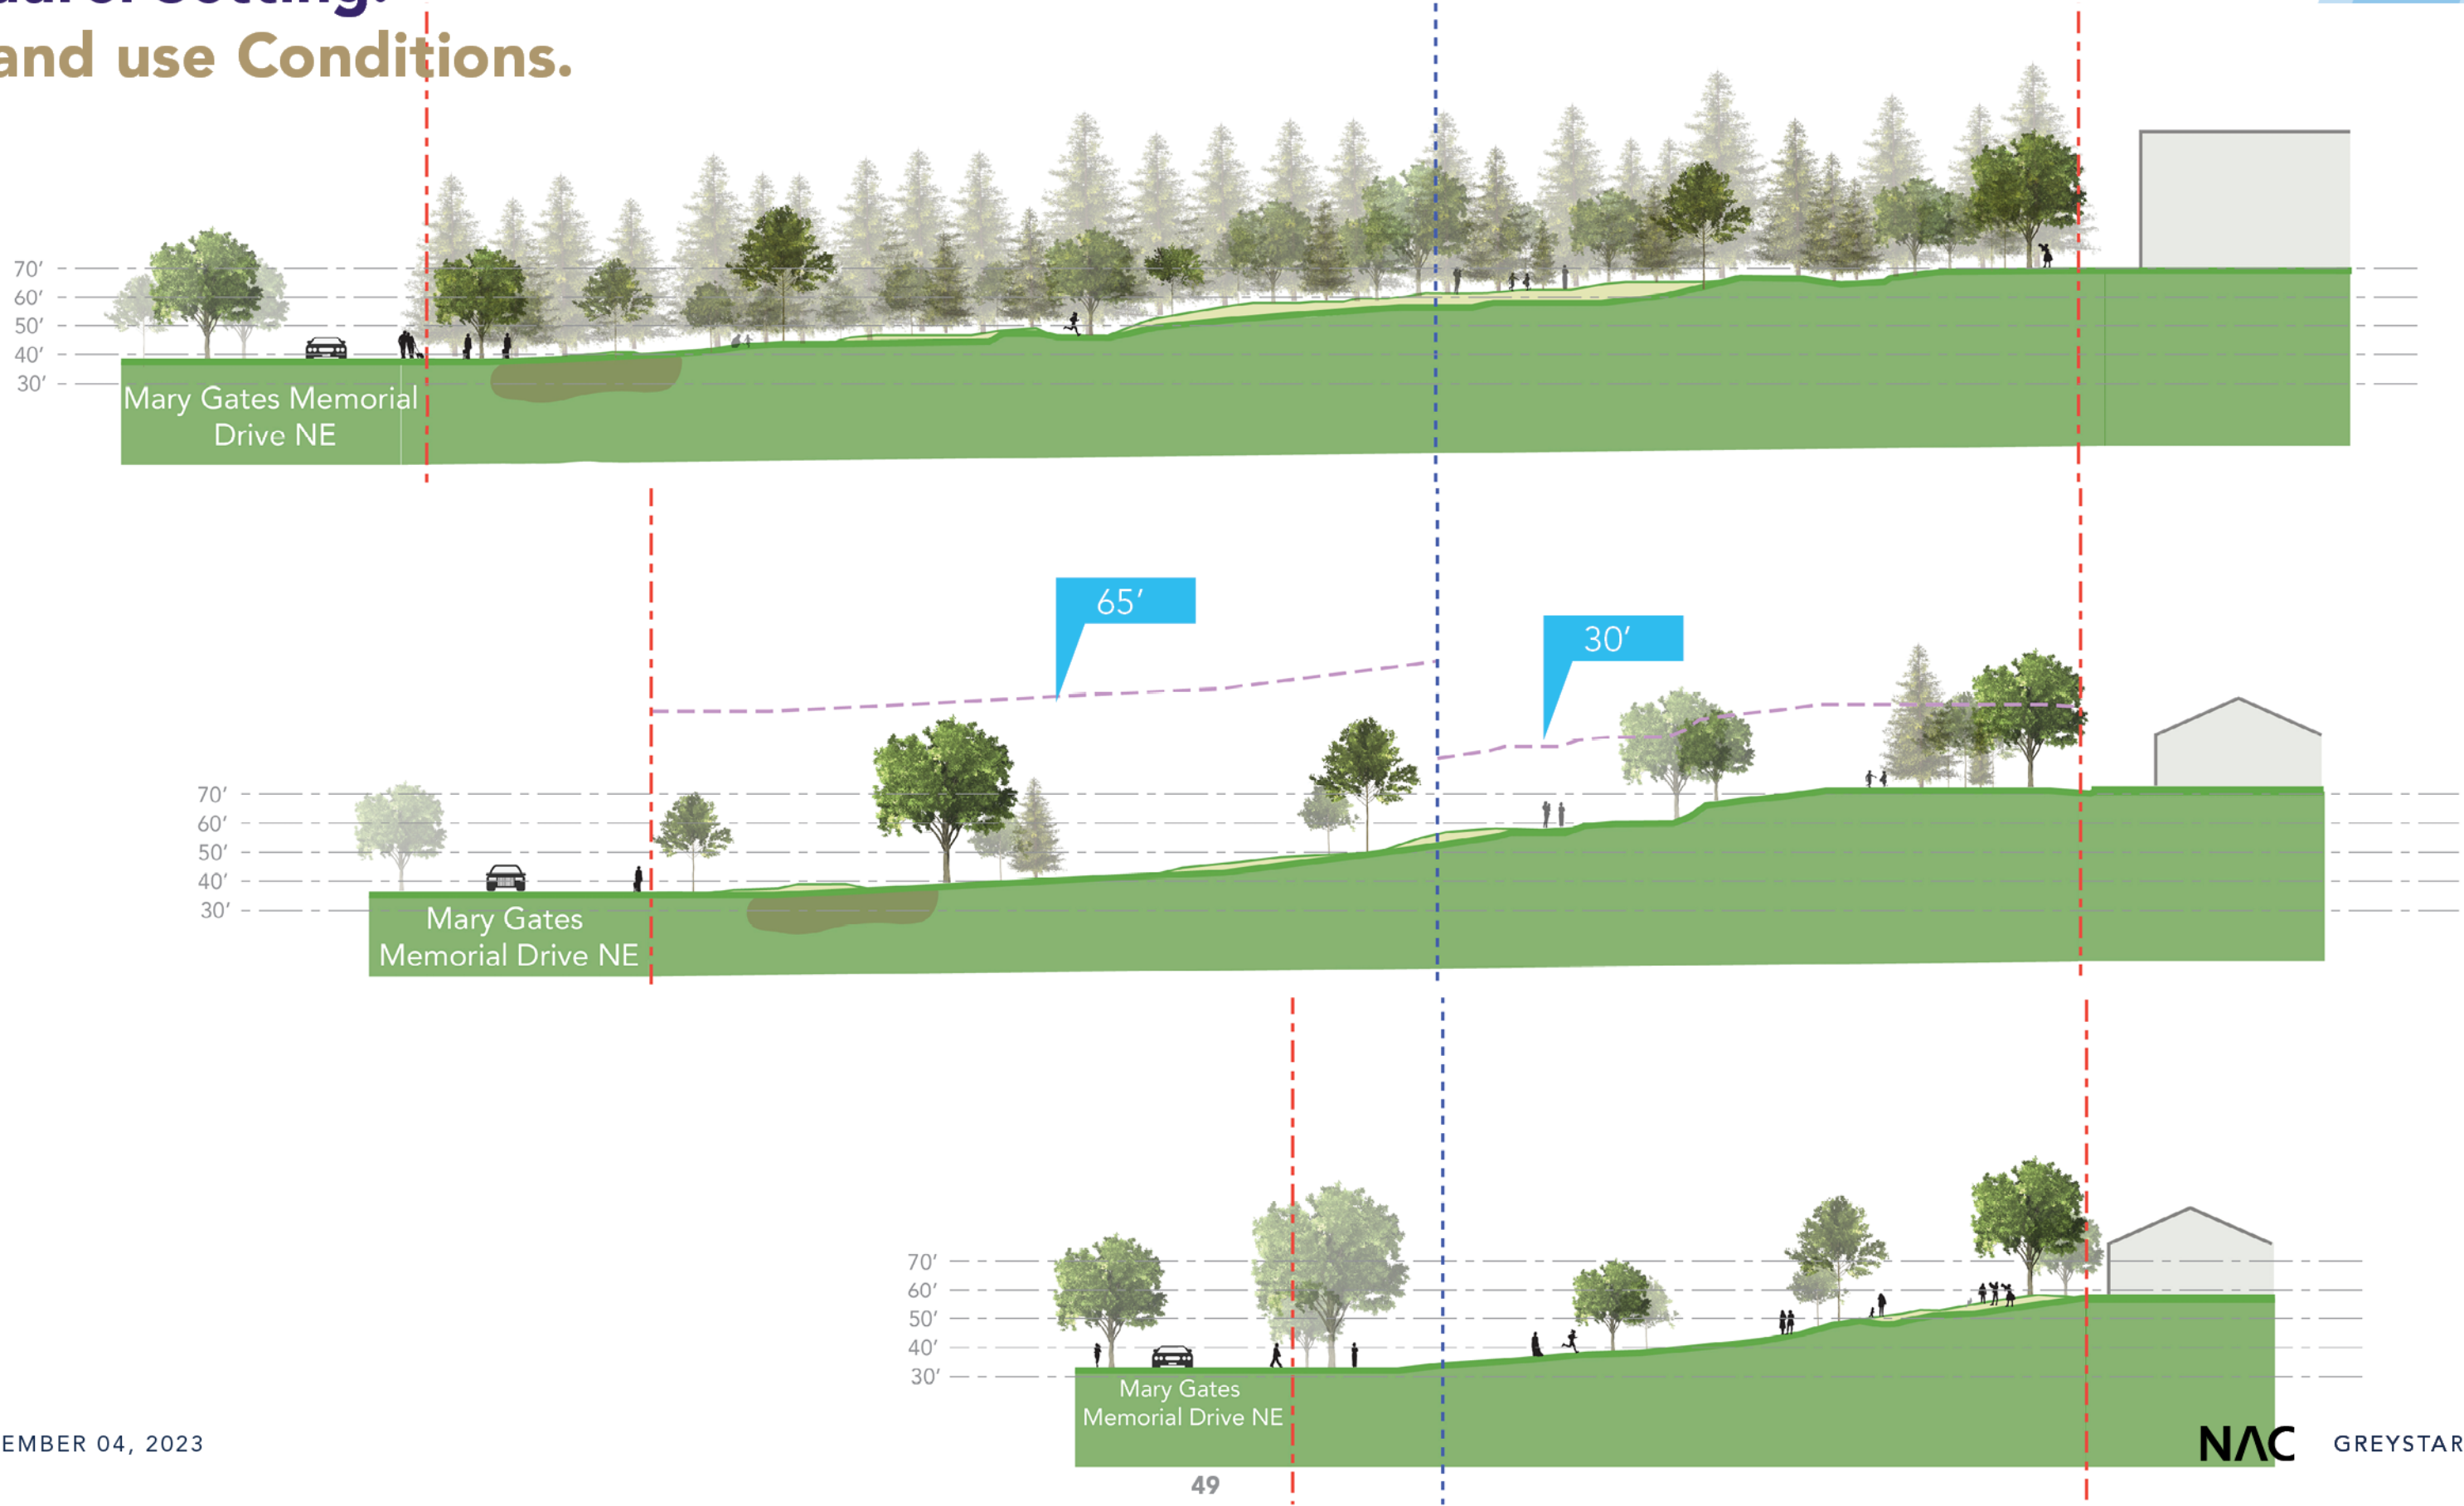 and use Conditions.
70'
60'
50'
40'
30'
Mary Gates Memorial
Drive NE
65'
30'
70'
60'
50'
40'
30'
Mary Gates
Memorial Drive NE
70'
60'
50'
40'
30'
Mary Gates
Memorial Drive NE
EMBER 04, 2023
49
NAC
GREYSTAR